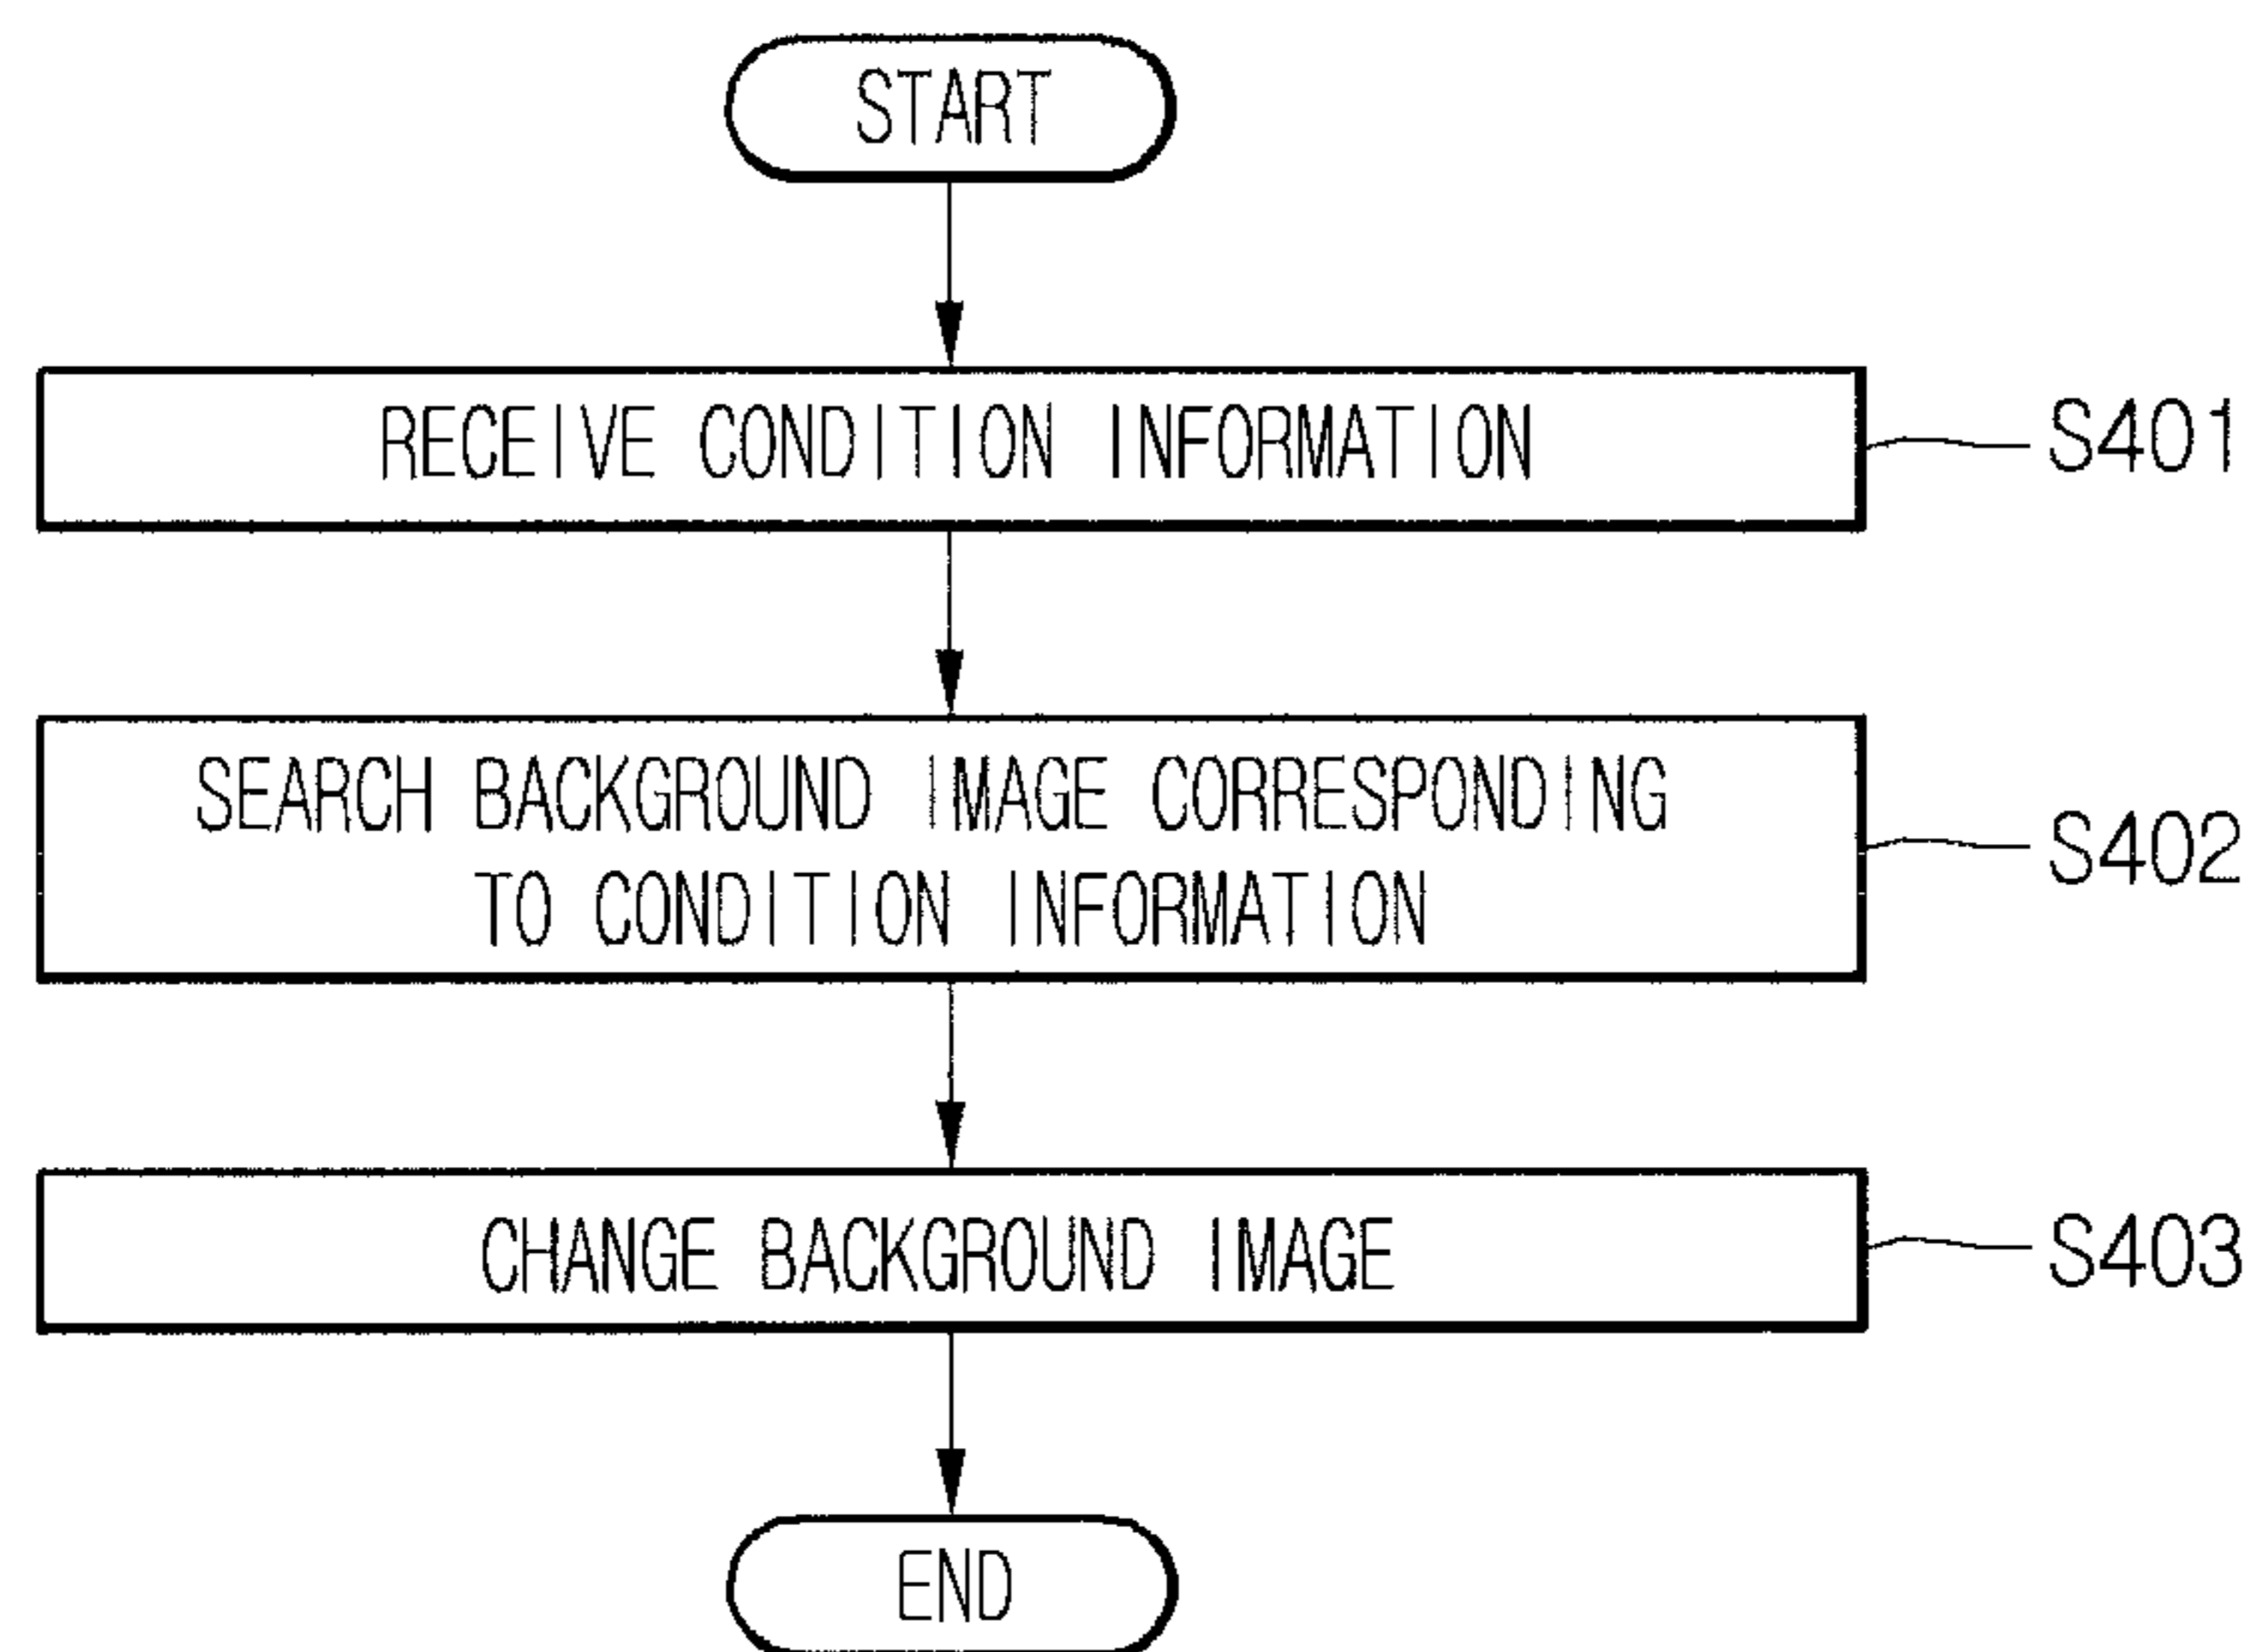 START
RECEIVE CONDITION INFORMATION
S401
SEARCH BACKGROUND IMAGE CORRESPONDING
TO CONDITION INFORMATION
S402
CHANGE BACKGROUND IMAGE
S403
END